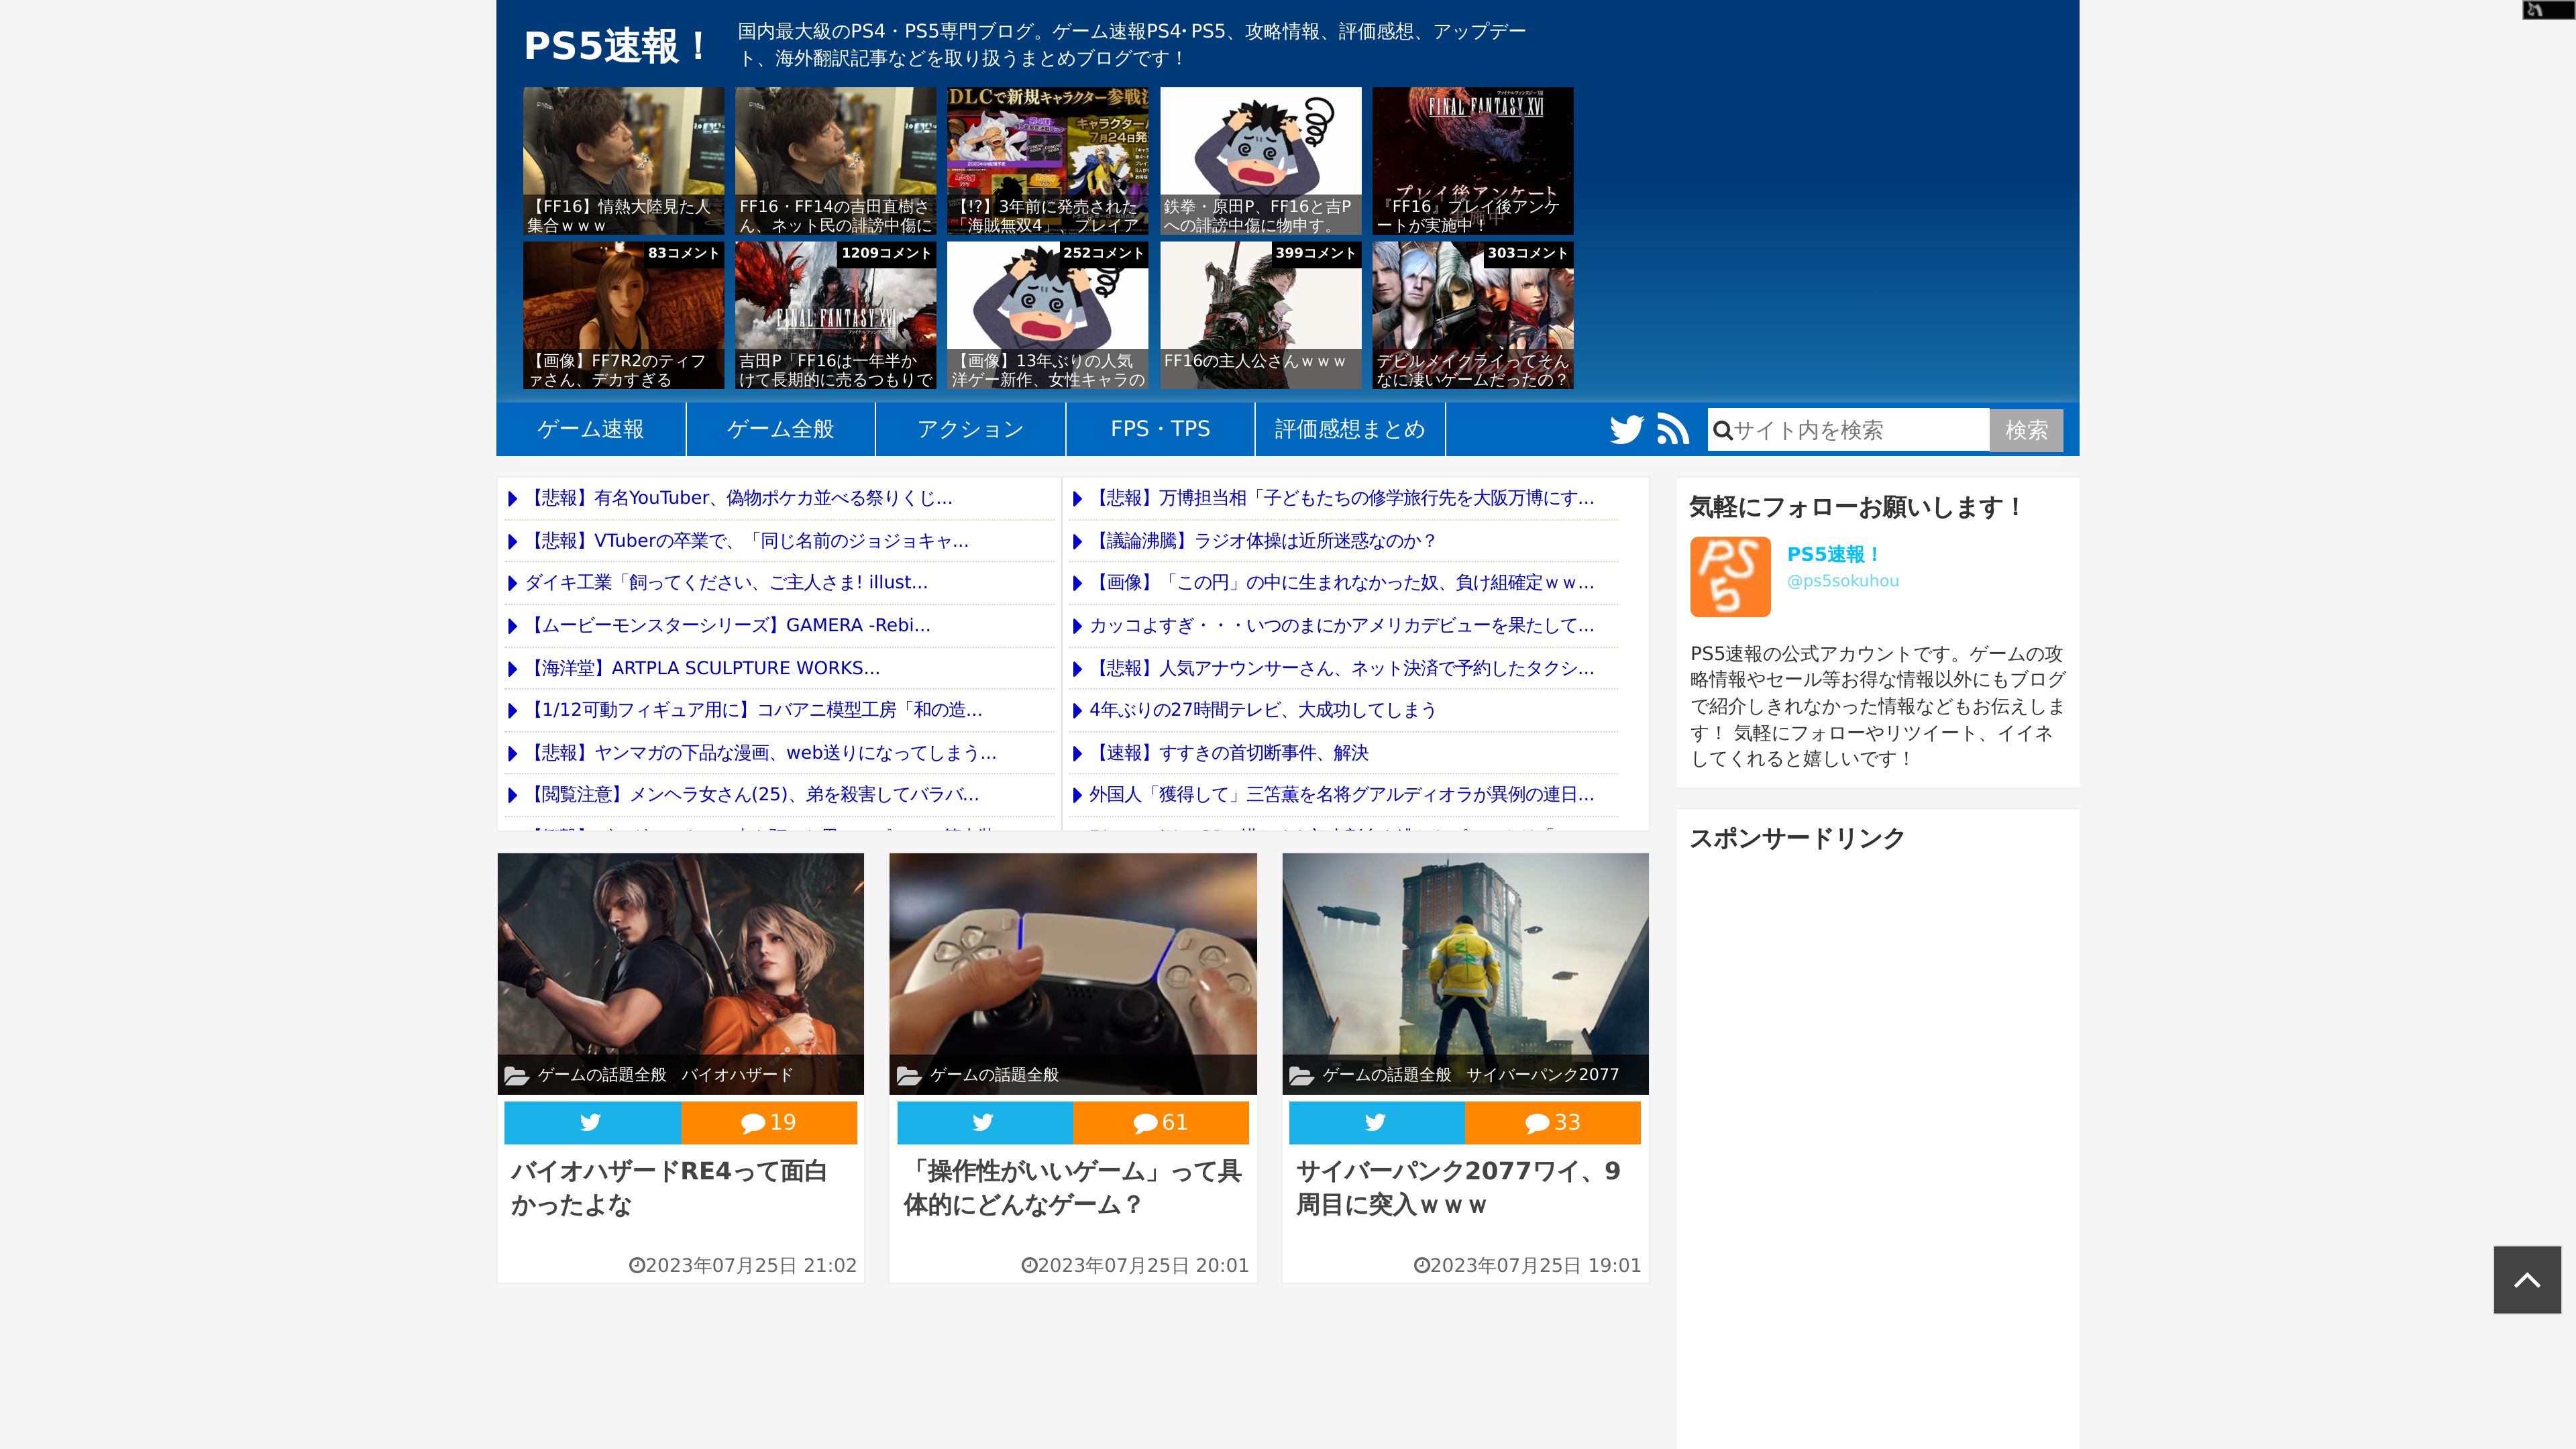 PS5速報！
国内最大級のPS4・PS5専門ブログ。ゲーム速報PS4･PS5、攻略情報、評価感想、アップデー
ト、海外翻訳記事などを取り扱うまとめブログです！
【FF16】情熱大陸見た人
集合ｗｗｗ
FF16・FF14の吉田直樹さ
ん、ネット民の誹謗中傷に
DLCで新規キャラクター参戦
キャラクター
7月24日
【!?】3年前に発売された
「海賊無双4」、プレイア
鉄拳・原田P、FF16と吉P
への誹謗中傷に物申す。
FINAL FANTASY XVI
プレイ後アンケート
『FF16』プレイ後アンケ
ートが実施中！
83コメント
【画像】FF7R2のティフ
ァさん、デカすぎる
1209コメント
FINAL FANTASY XVI
吉田P「FF16は一年半か
けて長期的に売るつもりで
252コメント
【画像】13年ぶりの人気
洋ゲー新作、女性キャラの
399コメント
FF16の主人公さんｗｗｗ
303コメント
デビルメイクライってそん
なに凄いゲームだったの？
ゲーム速報
ゲーム全般
アクション
FPS・TPS
評価感想まとめ
サイト内を検索
検索
【悲報】有名YouTuber、偽物ポケカ並べる祭りくじ…
【悲報】VTuberの卒業で、「同じ名前のジョジョキャ…
ダイキ工業「飼ってください、ご主人さま! illust…
【ムービーモンスターシリーズ】GAMERA -Rebi…
【海洋堂】ARTPLA SCULPTURE WORKS…
【1/12可動フィギュア用に】コバアニ模型工房「和の造…
【悲報】ヤンマガの下品な漫画、web送りになってしまう…
【閲覧注意】メンヘラ女さん(25)、弟を殺害してバラバ…
【悲報】万博担当相「子どもたちの修学旅行先を大阪万博にす…
【議論沸騰】ラジオ体操は近所迷惑なのか？
【画像】「この円」の中に生まれなかった奴、負け組確定ｗｗ…
カッコよすぎ・・・いつのまにかアメリカデビューを果たして…
【悲報】人気アナウンサーさん、ネット決済で予約したタクシ…
4年ぶりの27時間テレビ、大成功してしまう
【速報】すすきの首切断事件、解決
外国人「獲得して」三笘薫を名将グアルディオラが異例の連日…
気軽にフォローお願いします！
PS5
PS5速報！
@ps5sokuhou
PS5速報の公式アカウントです。ゲームの攻
略情報やセール等お得な情報以外にもブログ
で紹介しきれなかった情報などもお伝えしま
す！ 気軽にフォローやリツイート、イイネ
してくれると嬉しいです！
スポンサードリンク
ゲームの話題全般 バイオハザード
19
バイオハザードRE4って面白
かったよな
2023年07月25日 21:02
ゲームの話題全般
61
「操作性がいいゲーム」って具
体的にどんなゲーム？
2023年07月25日 20:01
ゲームの話題全般 サイバーパンク2077
33
サイバーパンク2077ワイ、9
周目に突入ｗｗｗ
2023年07月25日 19:01